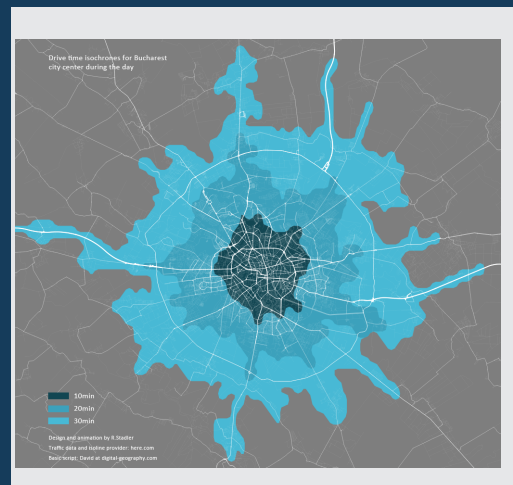 Drive time isochrones for Bucharest
city center during the day
10min
20min
30min
Design and animation by R.Stadler
Traffic data and isoline provider: here.com
Basic script: David at digital-geography.com